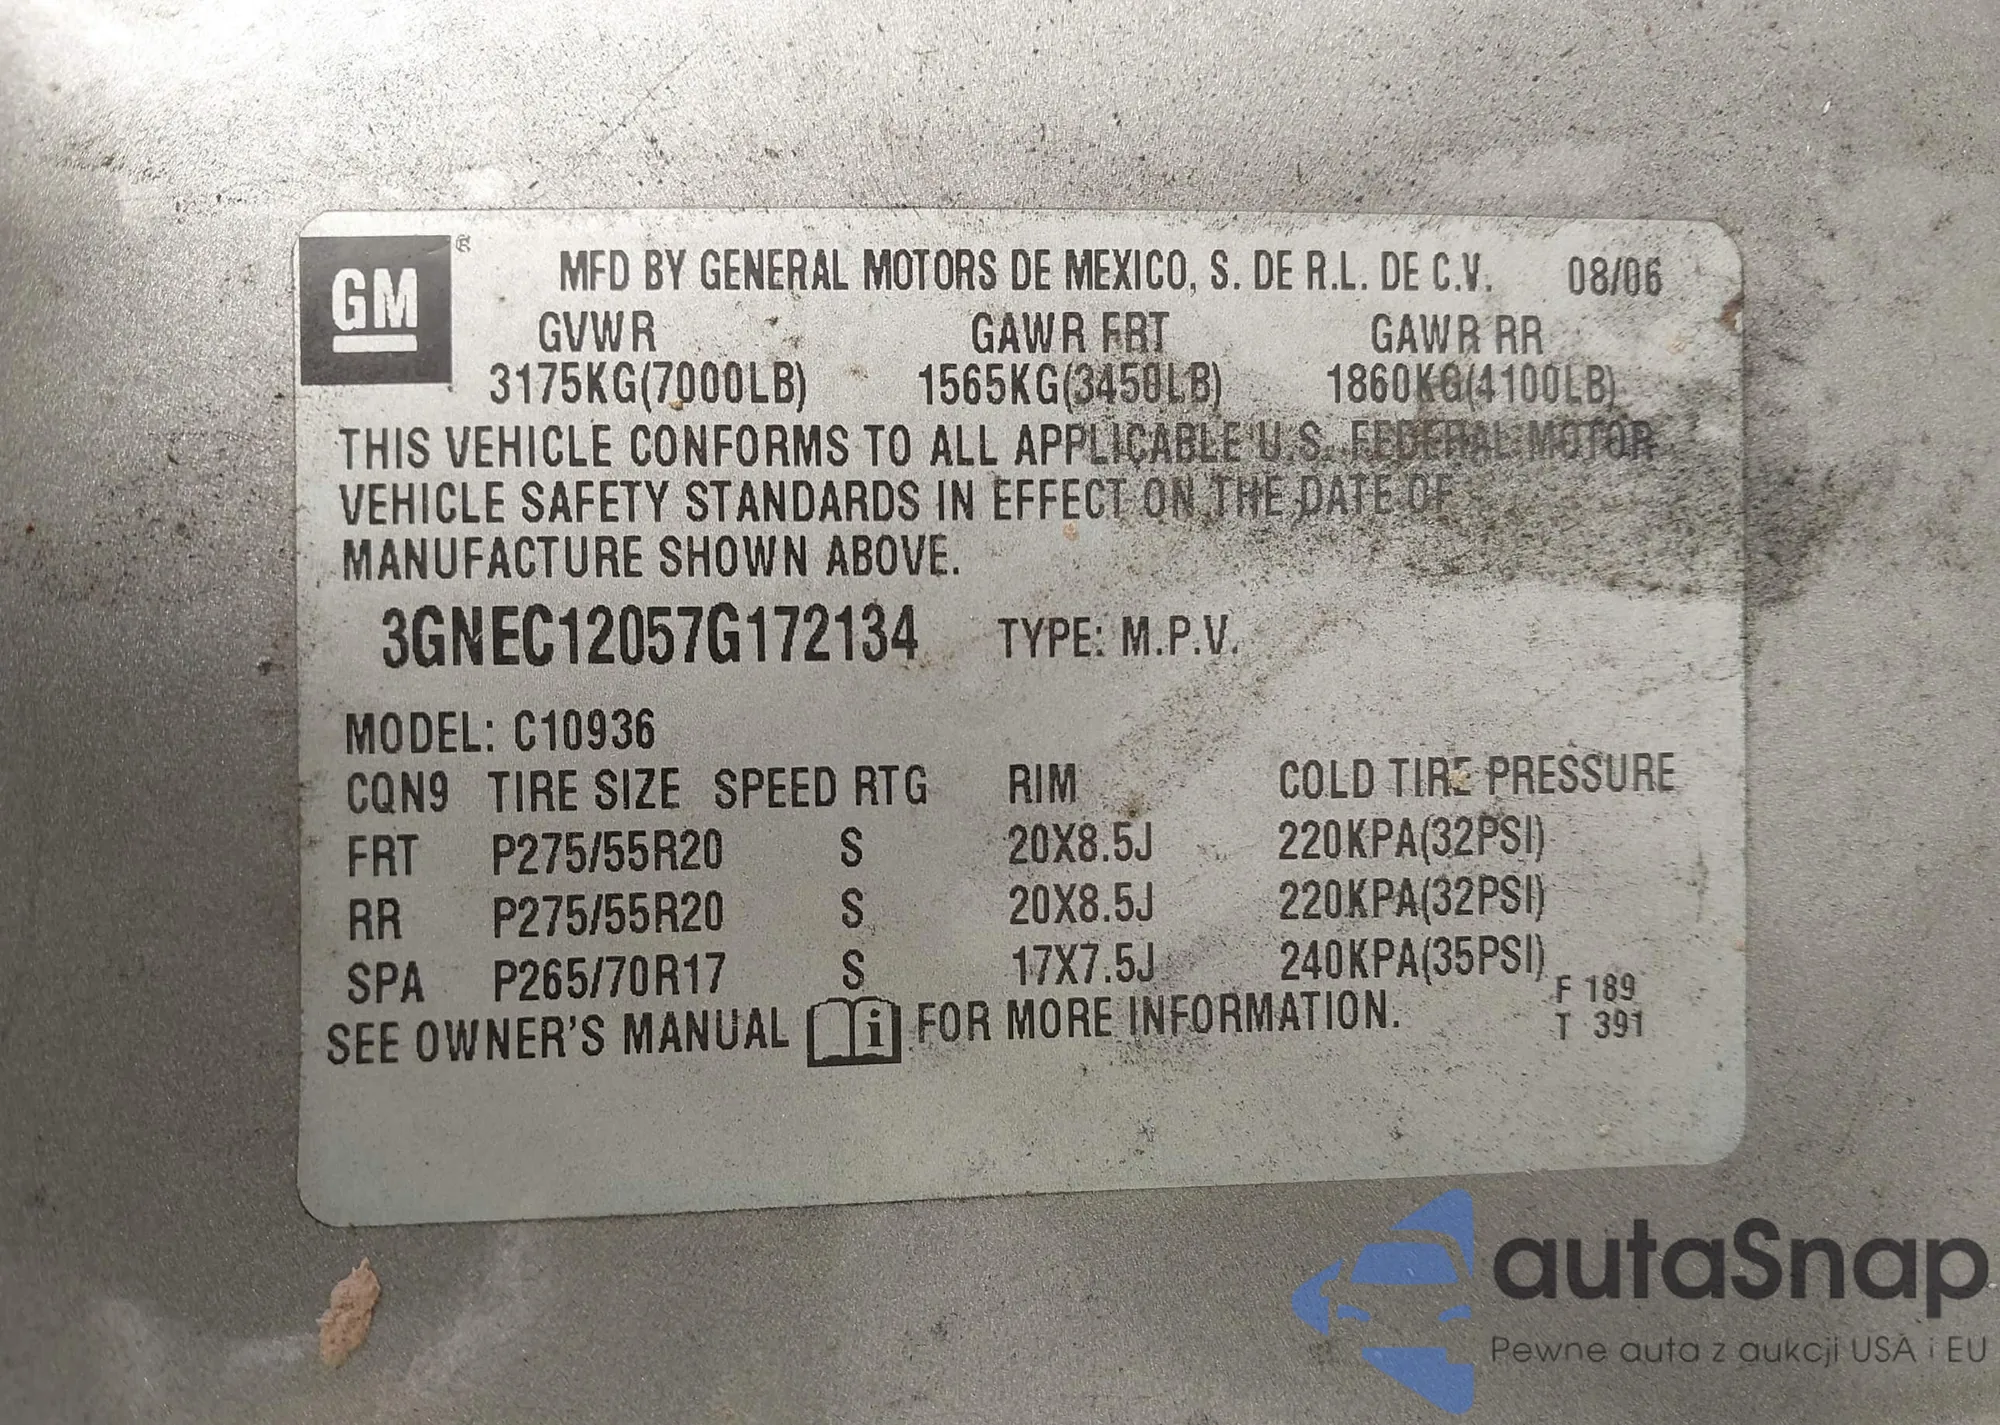 GM ®
MFD BY GENERAL MOTORS DE MEXICO, S. DE R.L. DE C.V. 08/06
GVWR GAWR FRT GAWR RR
3175KG(7000LB) 1565KG(3450LB) 1860KG(4100LB)
THIS VEHICLE CONFORMS TO ALL APPLICABLE U.S. FEDERAL MOTOR
VEHICLE SAFETY STANDARDS IN EFFECT ON THE DATE OF
MANUFACTURE SHOWN ABOVE.
3GNEC12057G172134 TYPE: M.P.V.
MODEL: C10936
CQN9 TIRE SIZE SPEED RTG RIM COLD TIRE PRESSURE
FRT P275/55R20 S 20X8.5J 220KPA(32PSI)
RR P275/55R20 S 20X8.5J 220KPA(32PSI)
SPA P265/70R17 S 17X7.5J 240KPA(35PSI)
SEE OWNER'S MANUAL i FOR MORE INFORMATION.
F 189
T 391
autaSnap
Pewne auta z aukcji USA i EU